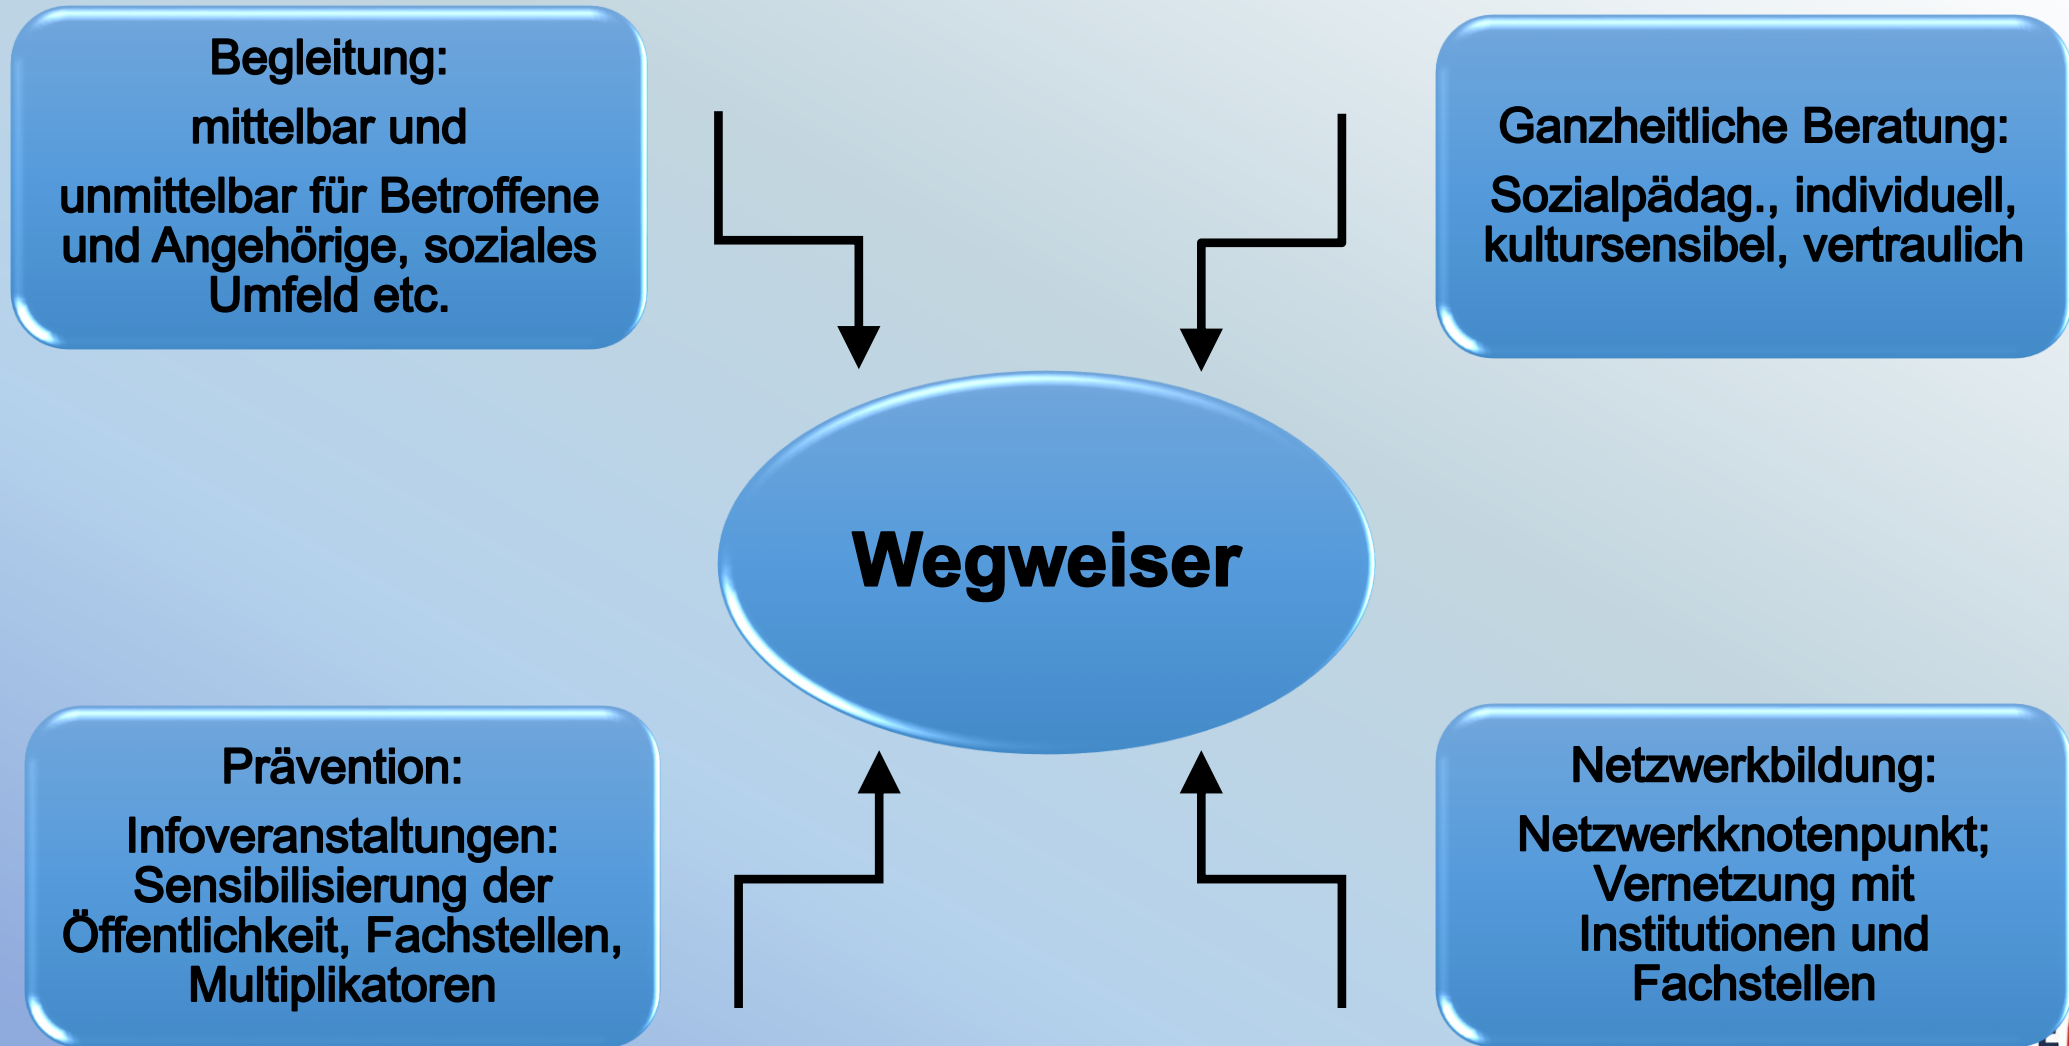 Begleitung:
mittelbar und
unmittelbar für Betroffene
und Angehörige, soziales
Umfeld etc.
Ganzheitliche Beratung:
Sozialpädag., individuell,
kultursensibel, vertraulich
Wegweiser
Prävention:
Infoveranstaltungen:
Sensibilisierung der
Öffentlichkeit, Fachstellen,
Multiplikatoren
Netzwerkbildung:
Netzwerkknotenpunkt;
Vernetzung mit
Institutionen und
Fachstellen